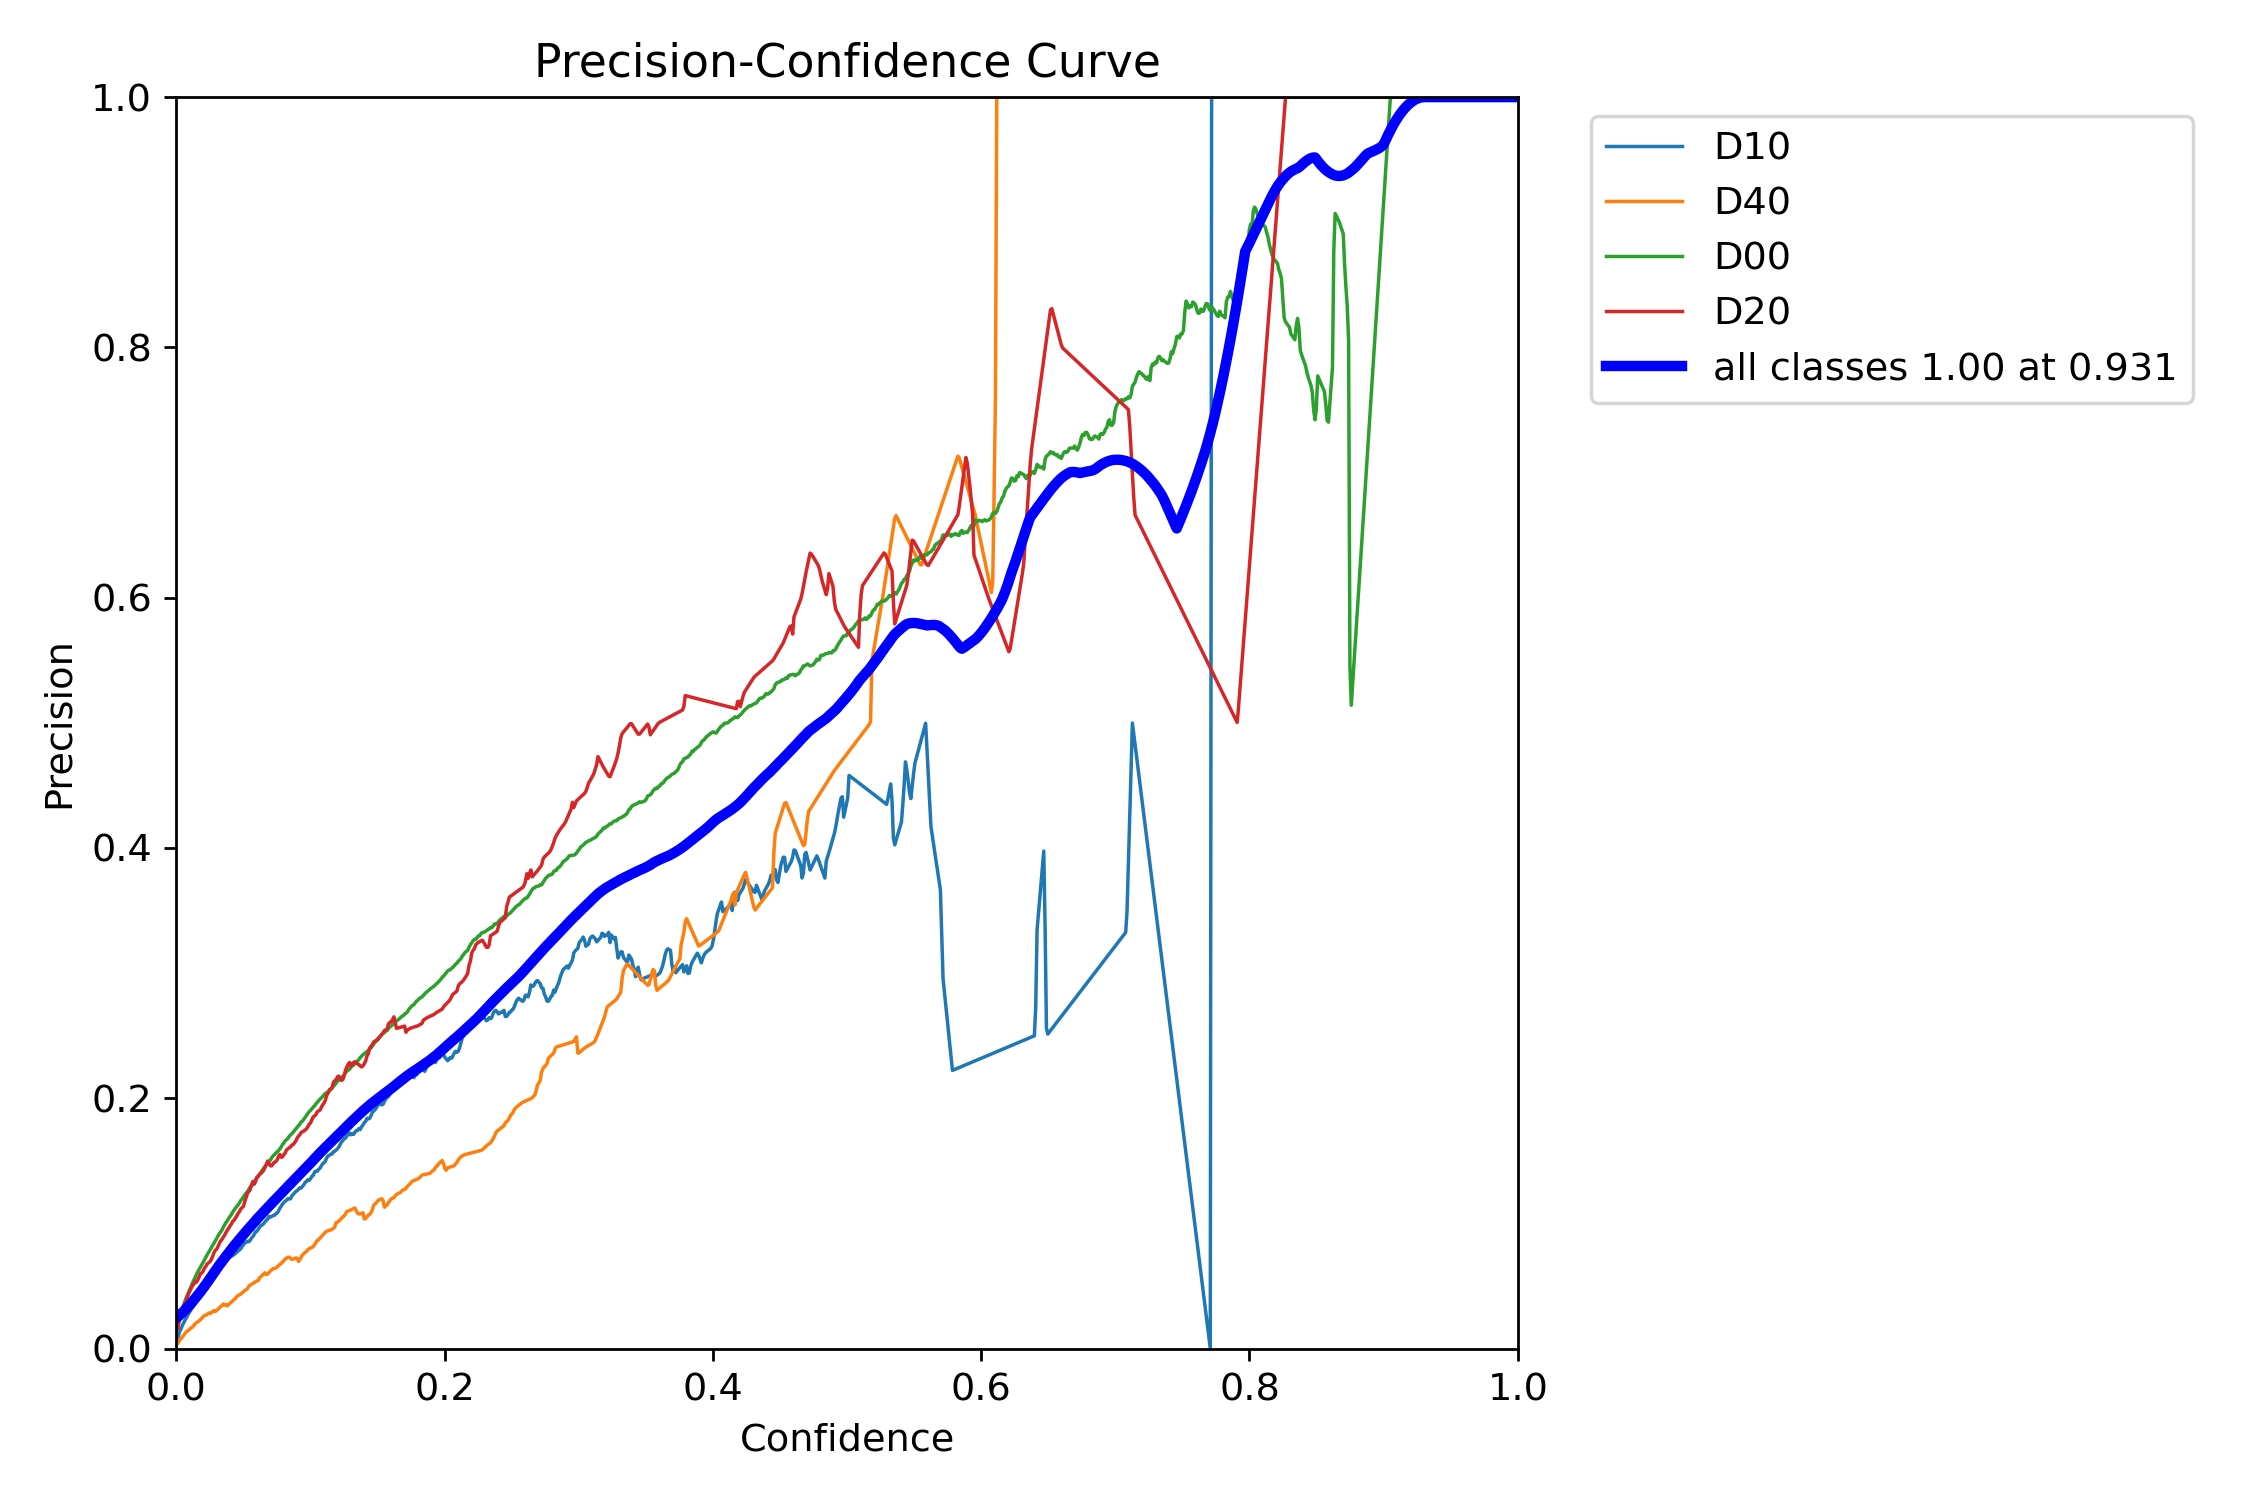 Precision-Confidence Curve
1.0
0.8
0.6
0.4
0.2
0.0
Precision
0.0 0.2 0.4 0.6 0.8 1.0
Confidence
D10
D40
D00
D20
all classes 1.00 at 0.931